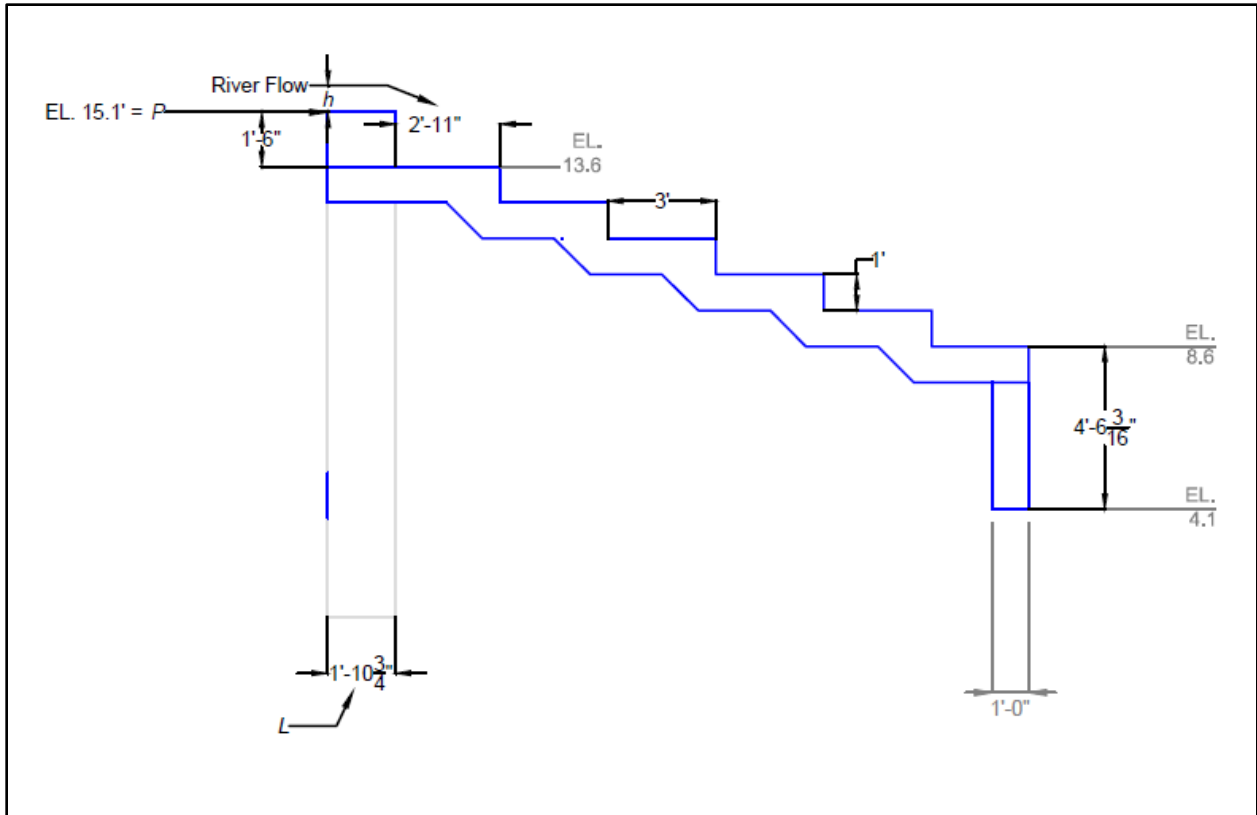 River Flow
h
EL. 15.1' = P
1'-6"
2'-11"
EL.
13.6
3'
1'
EL.
8.6
4'-6 3/16"
EL.
4.1
1'-10 3/4"
L
1'-0"